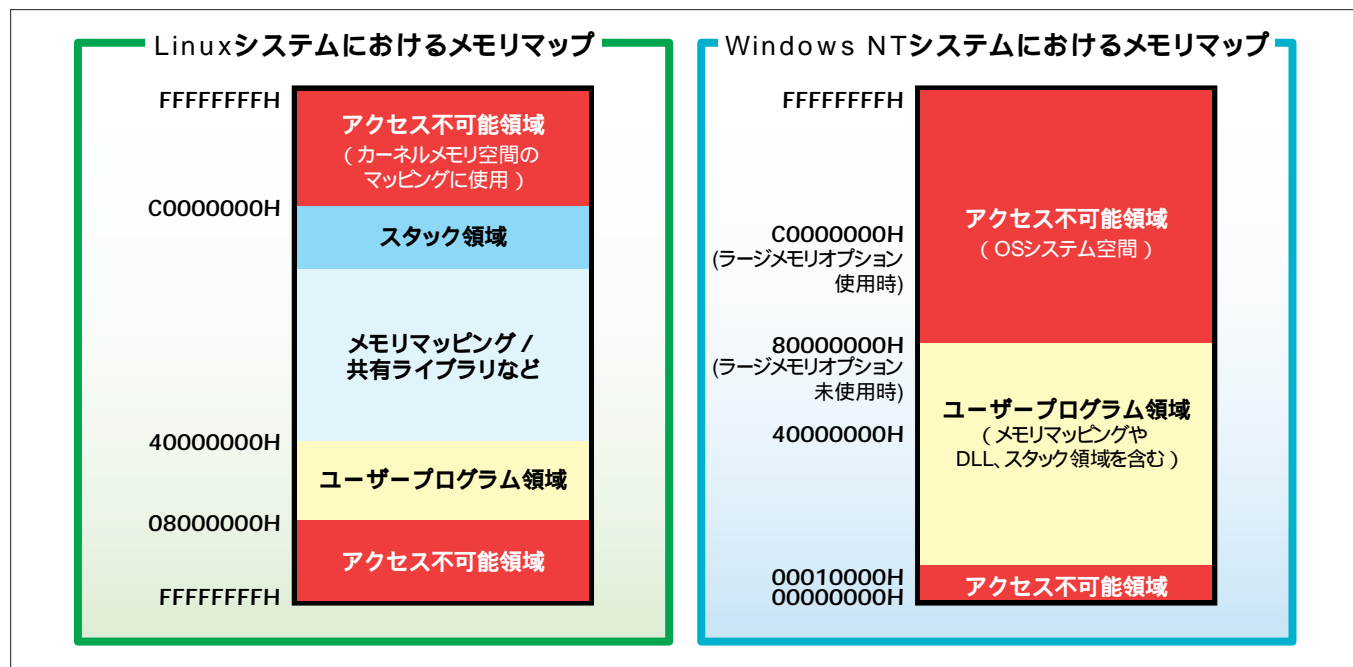 Linuxシステムにおけるメモリマップ
FFFFFFFFH
アクセス不可能領域
（カーネルメモリ空間の
マッピングに使用）
C0000000H
スタック領域
メモリマッピング /
共有ライブラリなど
40000000H
ユーザープログラム領域
08000000H
アクセス不可能領域
FFFFFFFFH
Windows NTシステムにおけるメモリマップ
FFFFFFFFH
アクセス不可能領域
（OSシステム空間）
C0000000H
(ラージメモリオプション
使用時)
80000000H
(ラージメモリオプション
未使用時)
ユーザープログラム領域
（メモリマッピングや
DLL、スタック領域を含む）
40000000H
00010000H
アクセス不可能領域
00000000H